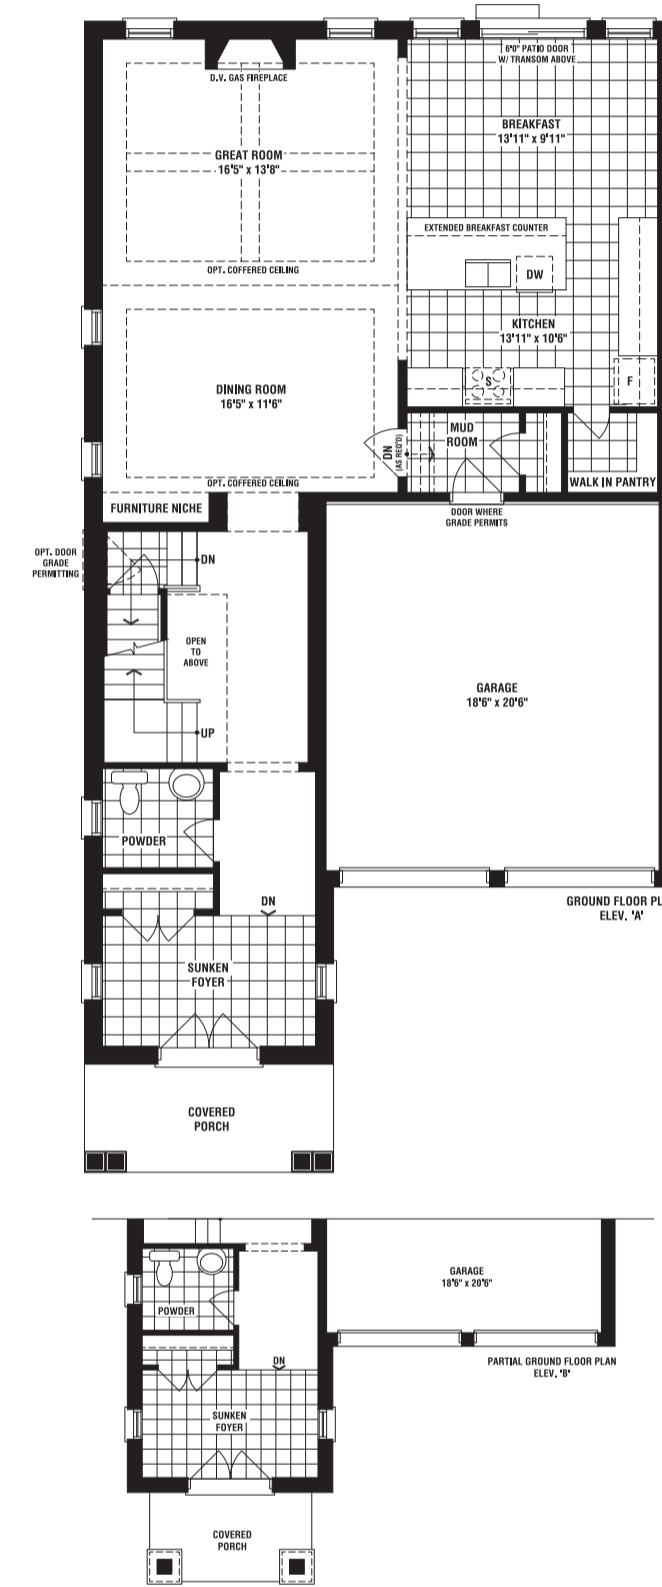 6'0" PATIO DOOR
W/ TRANSOM ABOVE
D.V. GAS FIREPLACE
BREAKFAST
13'11" x 9'11"
GREAT ROOM
16'5" x 13'8"
EXTENDED BREAKFAST COUNTER
OPT. COFFERED CEILING
DW
KITCHEN
13'11" x 10'6"
DINING ROOM
16'5" x 11'6"
S
F
MUD
ROOM
DN
(AS REQ'D)
OPT. COFFERED CEILING
WALK IN PANTRY
FURNITURE NICHE
DOOR WHERE
GRADE PERMITS
OPT. DOOR
GRADE
PERMITTING
DN
OPEN
TO
ABOVE
GARAGE
18'6" x 20'6"
UP
POWDER
DN
GROUND FLOOR PL
ELEV. 'A'
SUNKEN
FOYER
COVERED
PORCH
GARAGE
18'6" x 20'6"
POWDER
DN
PARTIAL GROUND FLOOR PLAN
ELEV. 'B'
SUNKEN
FOYER
COVERED
PORCH